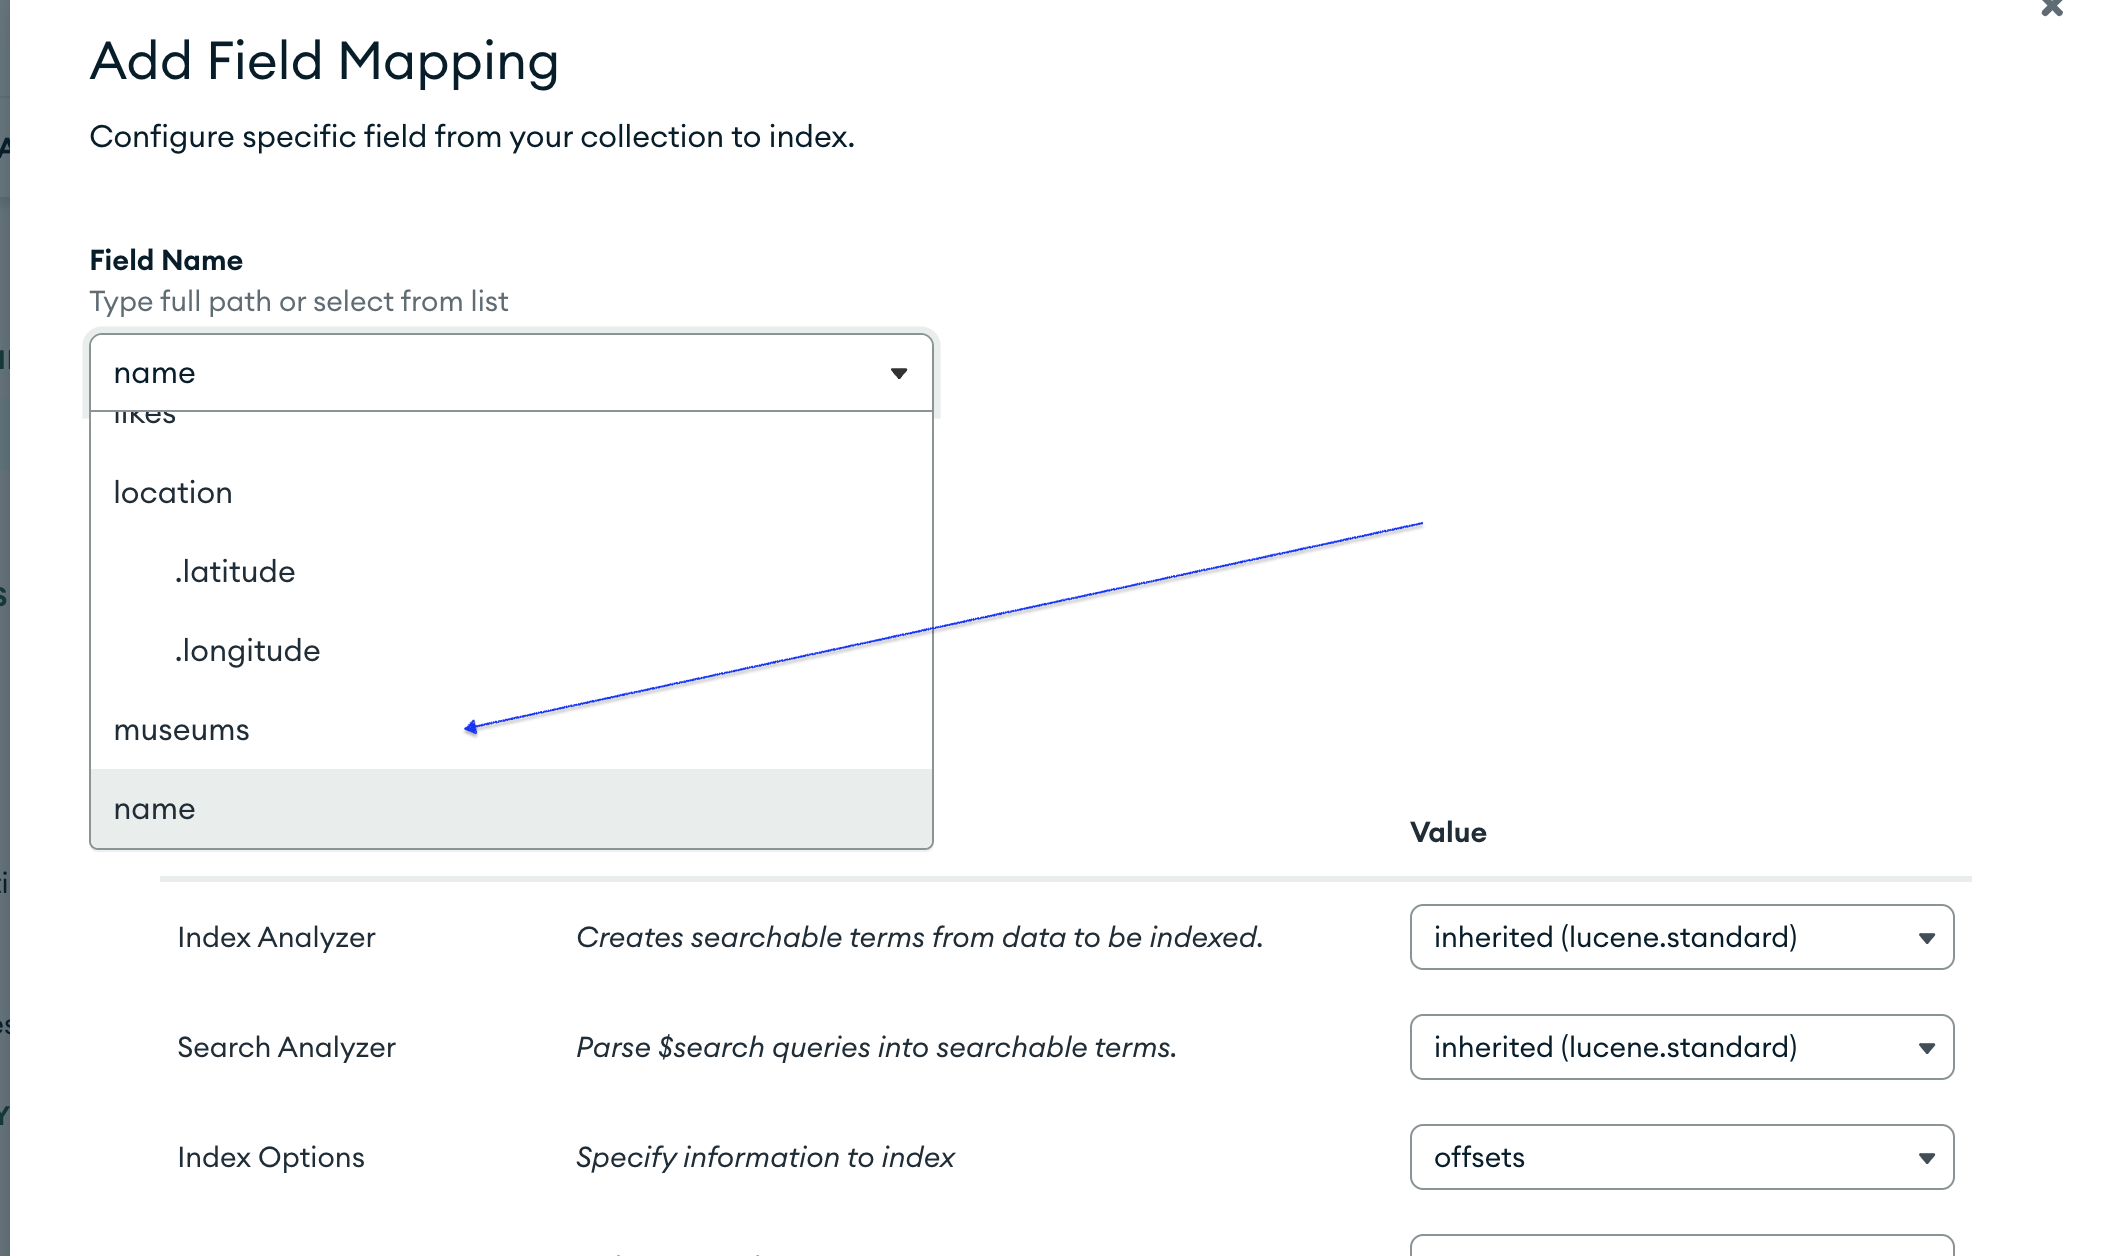 Add Field Mapping
Configure specific field from your collection to index.
Field Name
Type full path or select from list
name
likes
location
.latitude
.longitude
museums
name
Value
Index Analyzer Creates searchable terms from data to be indexed. inherited (lucene.standard)
Search Analyzer Parse $search queries into searchable terms. inherited (lucene.standard)
Index Options Specify information to index offsets